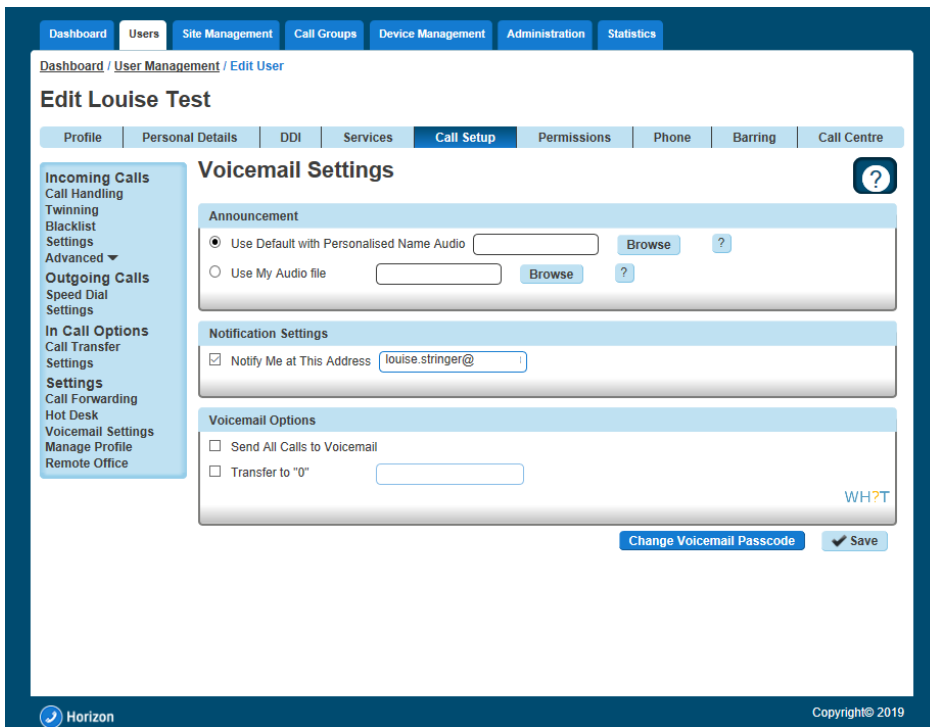 Dashboard Users Site Management Call Groups Device Management Administration Statistics
Dashboard / User Management / Edit User
Edit Louise Test
Profile Personal Details DDI Services Call Setup Permissions Phone Barring Call Centre
Incoming Calls
Call Handling
Twinning
Blacklist
Settings
Advanced
Outgoing Calls
Speed Dial
Settings
In Call Options
Call Transfer
Settings
Settings
Call Forwarding
Hot Desk
Voicemail Settings
Manage Profile
Remote Office
Voicemail Settings
?
Announcement
Use Default with Personalised Name Audio Browse ?
Use My Audio file Browse ?
Notification Settings
Notify Me at This Address louise.stringer@
Voicemail Options
Send All Calls to Voicemail
Transfer to "0"
WH?T
Change Voicemail Passcode Save
Horizon Copyright© 2019